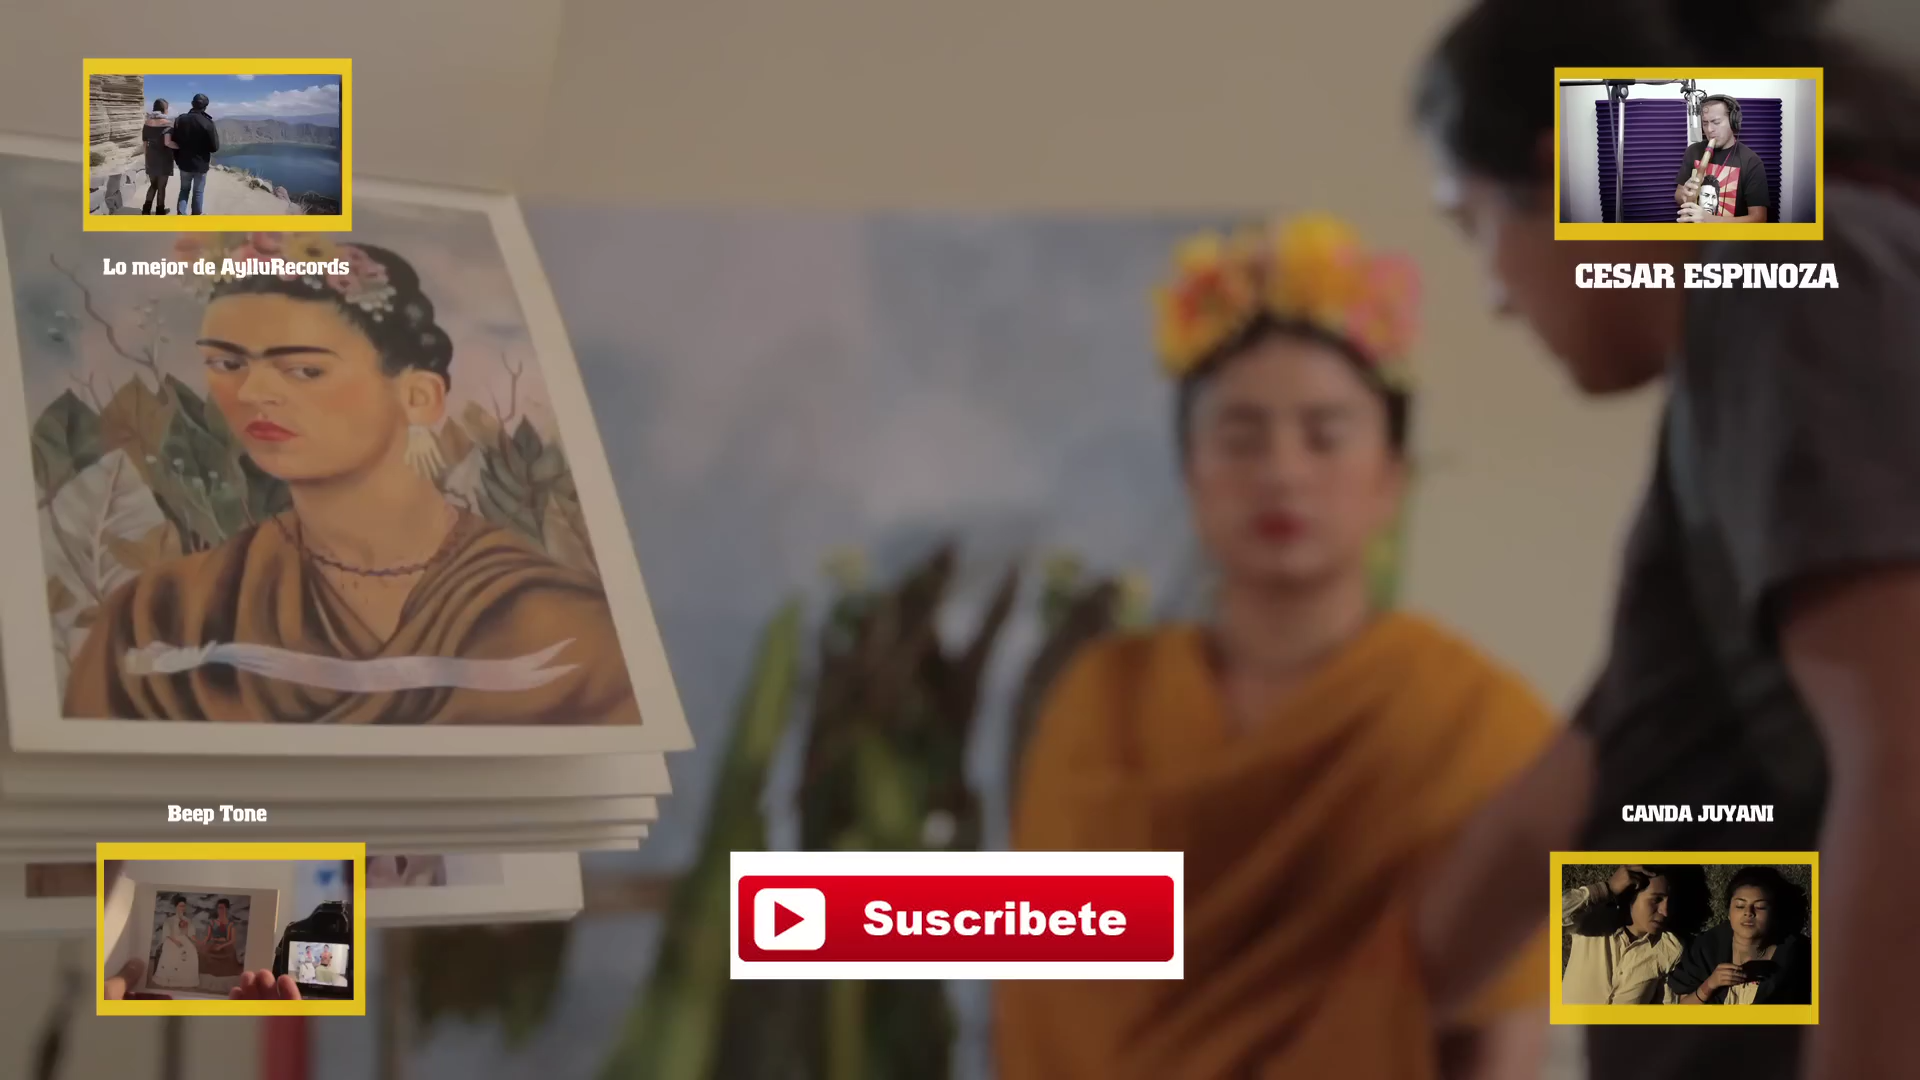 Lo mejor de AylluRecords
CESAR ESPINOZA
Beep Tone
CANDA JUYANI
Suscribete